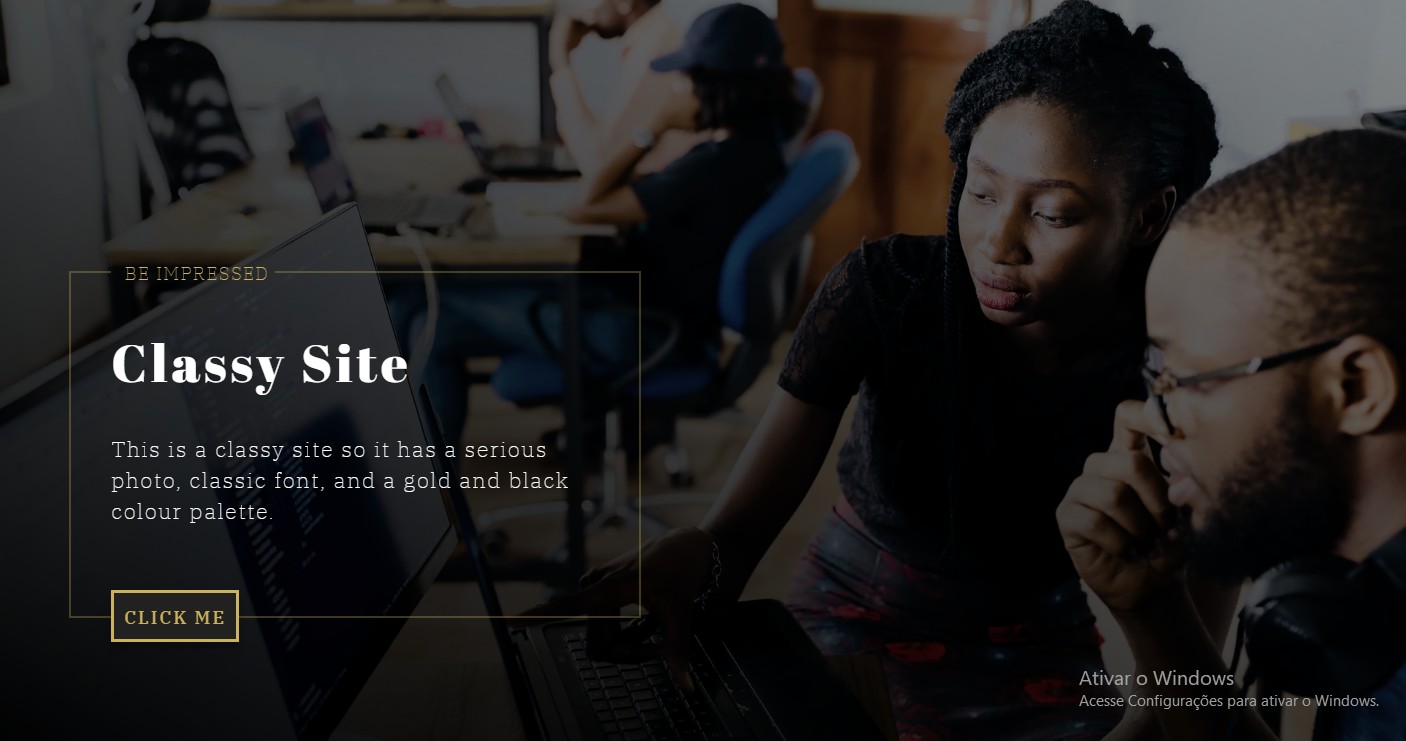 BE IMPRESSED
Classy Site
This is a classy site so it has a serious
photo, classic font, and a gold and black
colour palette.
CLICK ME
Ativar o Windows
Acesse Configurações para ativar o Windows.